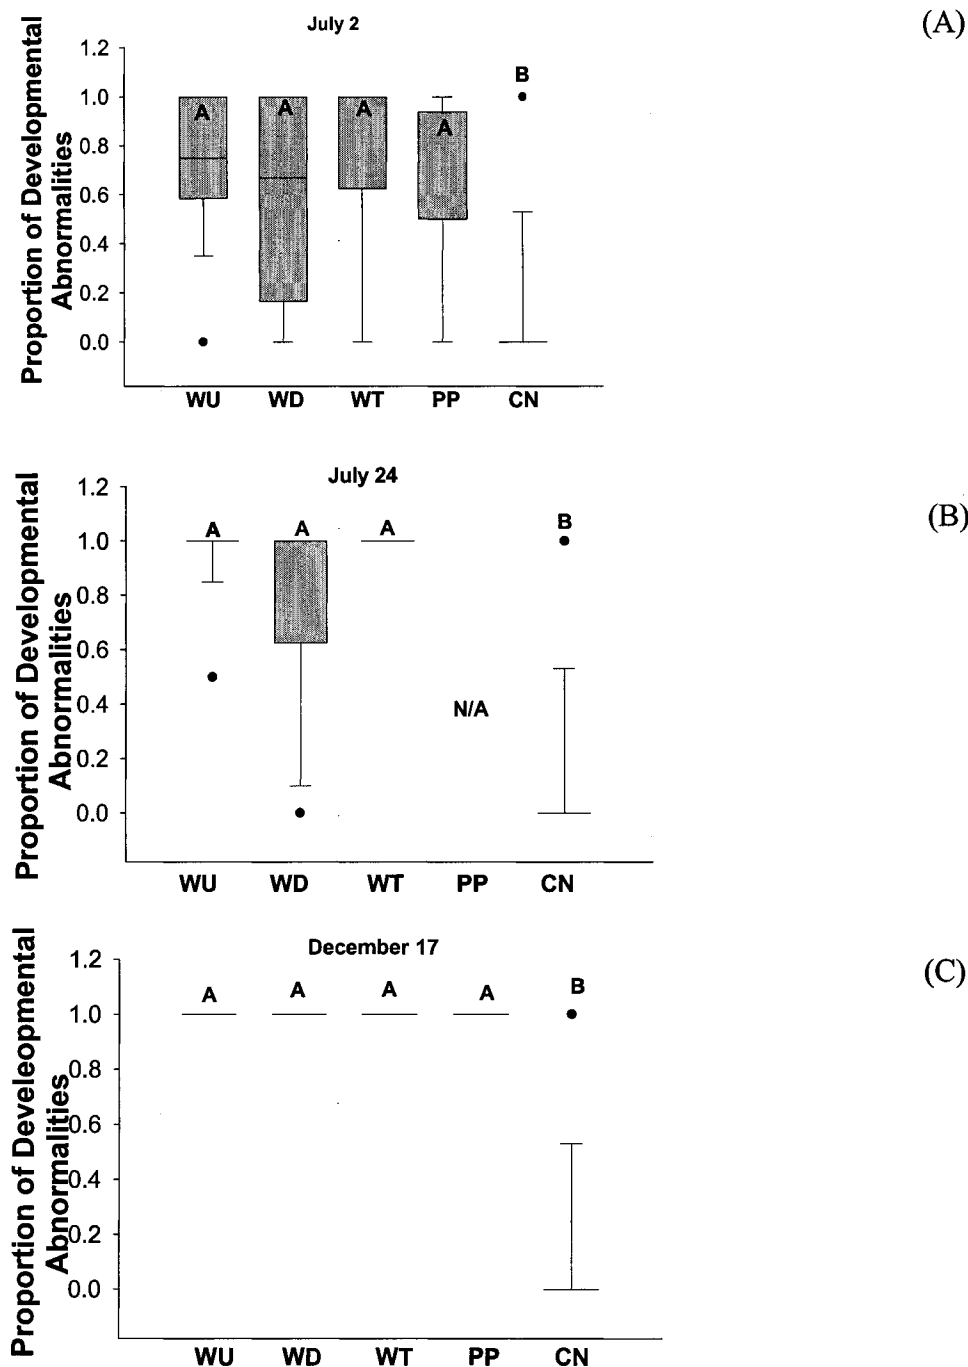 July 2
(A)
Proportion of Developmental
Abnormalities
1.2
1.0
0.8
0.6
0.4
0.2
0.0
A
A
A
A
B
WU
WD
WT
PP
CN
July 24
(B)
Proportion of Developmental
Abnormalities
1.2
1.0
0.8
0.6
0.4
0.2
0.0
A
A
A
N/A
B
WU
WD
WT
PP
CN
December 17
(C)
Proportion of Develeopmental
Abnormalities
1.2
1.0
0.8
0.6
0.4
0.2
0.0
A
A
A
A
B
WU
WD
WT
PP
CN